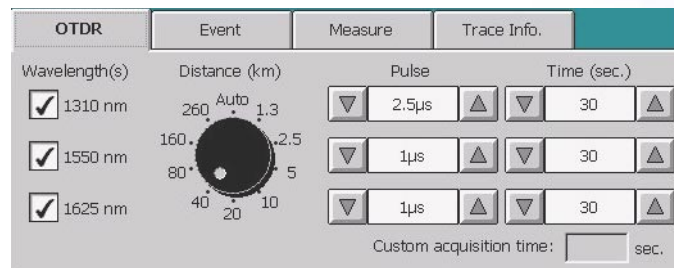 OTDR Event Measure Trace Info.
Wavelength(s) Distance (km) Pulse Time (sec.)
1310 nm 260 Auto 1.3 2.5µs 30
160 2.5
1550 nm 1µs 30
80 5
1625 nm 40 20 10 1µs 30
Custom acquisition time: sec.